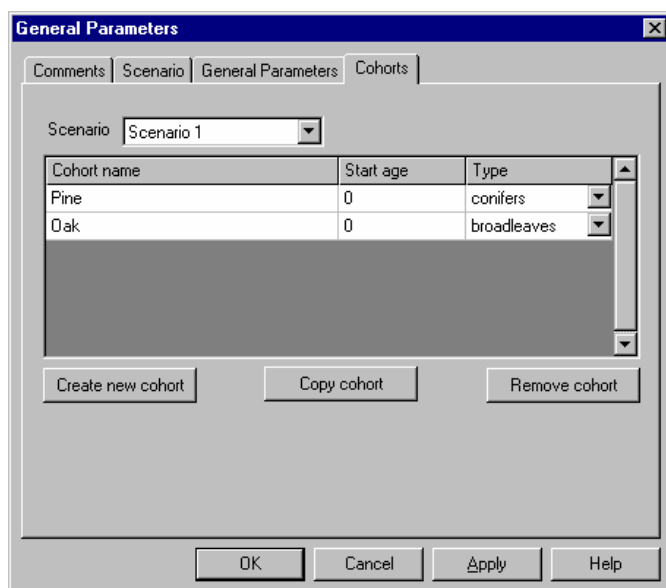 General Parameters
Comments Scenario General Parameters Cohorts
Scenario Scenario 1
Cohort name Start age Type
Pine 0 conifers
Oak 0 broadleaves
Create new cohort Copy cohort Remove cohort
OK Cancel Apply Help